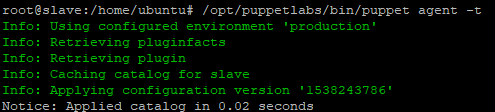 root@slave:/home/ubuntu# /opt/puppetlabs/bin/puppet agent -t
Info: Using configured environment 'production'
Info: Retrieving pluginfacts
Info: Retrieving plugin
Info: Caching catalog for slave
Info: Applying configuration version '1538243786'
Notice: Applied catalog in 0.02 seconds